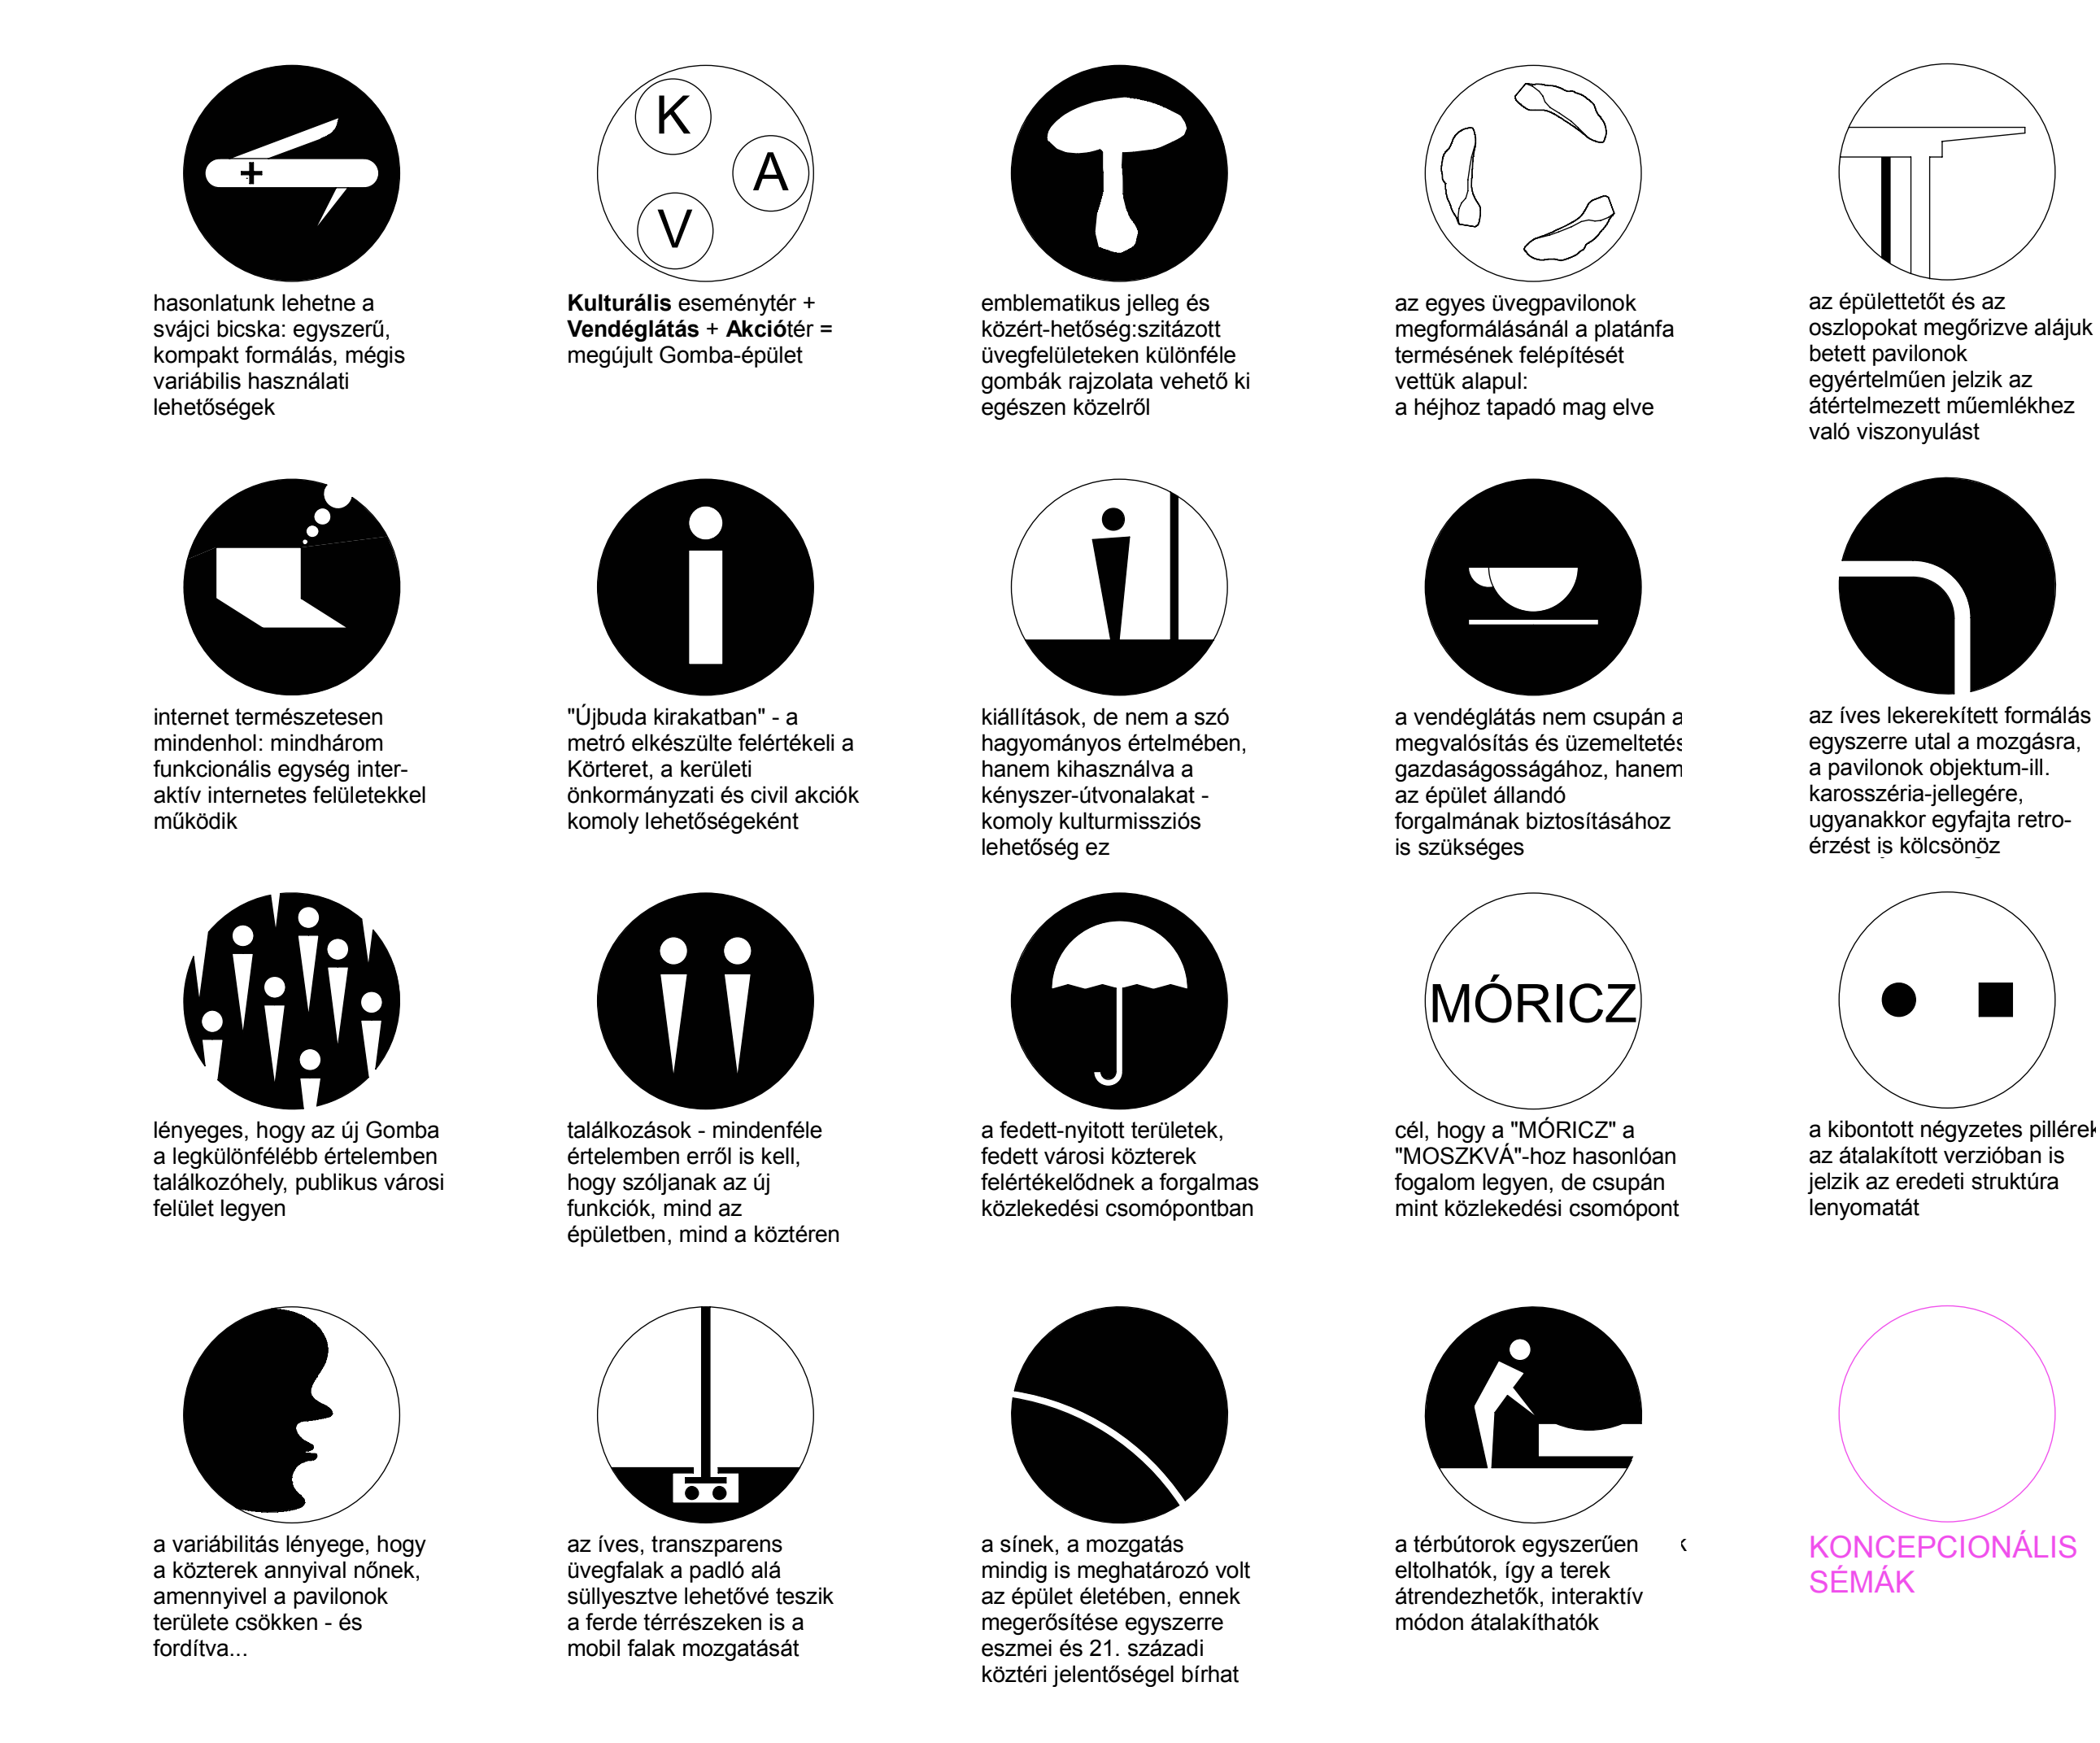 K
A
V
hasonlatunk lehetne a
svájci bicska: egyszerű,
kompakt formálás, mégis
variábilis használati
lehetőségek
Kulturális eseménytér +
Vendéglátás + Akciótér =
megújult Gomba-épület
emblematikus jelleg és
közért-hetőség:szitázott
üvegfelületeken különféle
gombák rajzolata vehető ki
egészen közelről
az egyes üvegpavilonok
megformálásánál a platánfa
termésének felépítését
vettük alapul:
a héjhoz tapadó mag elve
az épülettetőt és az
oszlopokat megőrizve alájuk
betett pavilonok
egyértelműen jelzik az
átértelmezett műemlékhez
való viszonyulást
internet természetesen
mindenhol: mindhárom
funkcionális egység inter-
aktív internetes felületekkel
működik
"Újbuda kirakatban" - a
metró elkészülte felértékeli a
Körteret, a kerületi
önkormányzati és civil akciók
komoly lehetőségeként
kiállítások, de nem a szó
hagyományos értelmében,
hanem kihasználva a
kényszer-útvonalakat -
komoly kulturmissziós
lehetőség ez
a vendéglátás nem csupán a
megvalósítás és üzemeltetés
gazdaságosságához, hanem
az épület állandó
forgalmának biztosításához
is szükséges
az íves lekerekített formálás
egyszerre utal a mozgásra,
a pavilonok objektum-ill.
karosszéria-jellegére,
ugyanakkor egyfajta retro-
érzést is kölcsönöz
MÓRICZ
lényeges, hogy az új Gomba
a legkülönfélébb értelemben
találkozóhely, publikus városi
felület legyen
találkozások - mindenféle
értelemben erről is kell,
hogy szóljanak az új
funkciók, mind az
épületben, mind a köztéren
a fedett-nyitott területek,
fedett városi közterek
felértékelődnek a forgalmas
közlekedési csomópontban
cél, hogy a "MÓRICZ" a
"MOSZKVÁ"-hoz hasonlóan
fogalom legyen, de csupán
mint közlekedési csomópont
a kibontott négyzetes pillérek
az átalakított verzióban is
jelzik az eredeti struktúra
lenyomatát
a variábilitás lényege, hogy
a közterek annyival nőnek,
amennyivel a pavilonok
területe csökken - és
fordítva...
az íves, transzparens
üvegfalak a padló alá
süllyesztve lehetővé teszik
a ferde térrészeken is a
mobil falak mozgatását
a sínek, a mozgatás
mindig is meghatározó volt
az épület életében, ennek
megerősítése egyszerre
eszmei és 21. századi
köztéri jelentőségel bírhat
a térbútorok egyszerűen
eltolhatók, így a terek
átrendezhetők, interaktív
módon átalakíthatók
KONCEPCIONÁLIS
SÉMÁK